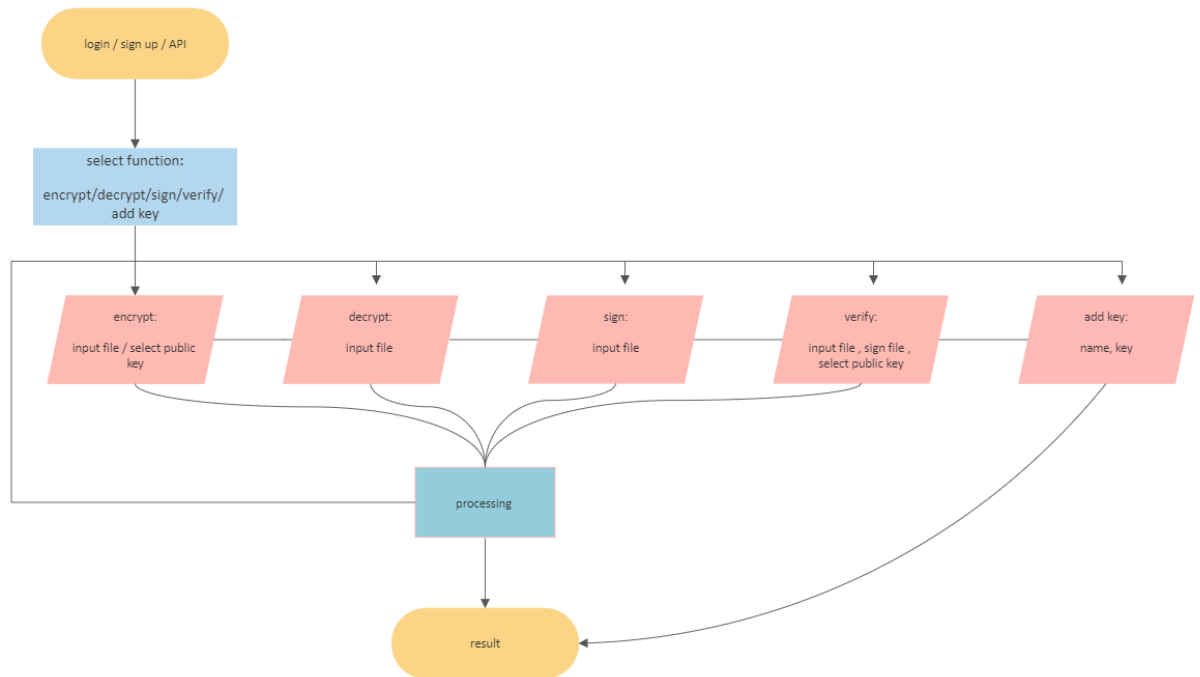 login / sign up / API
select function:
encrypt/decrypt/sign/verify/
add key
encrypt:
input file / select public
key
decrypt:
input file
sign:
input file
verify:
input file , sign file ,
select public key
add key:
name, key
processing
result